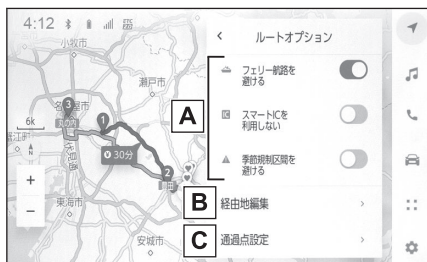 4:12
小牧市
瀬戸市
3
1
6k
30分
2
東海市
安城市
+
−
ルートオプション
A
フェリー航路を
避ける
スマートICを
利用しない
季節規制区間を
避ける
B 経由地編集
C 通過点設定